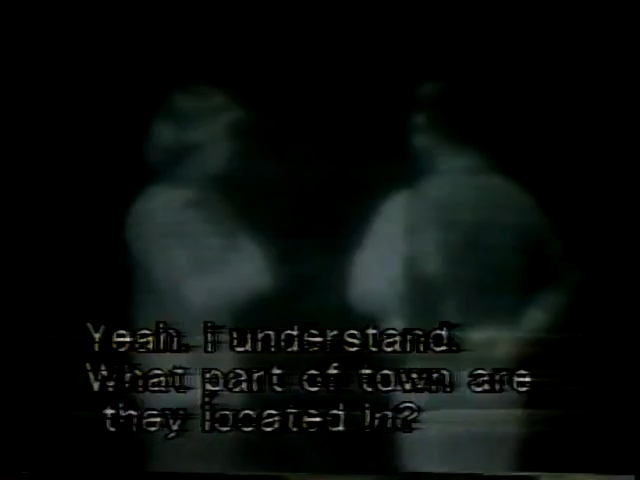 Yeah. I understand.
What part of town are
they located in?